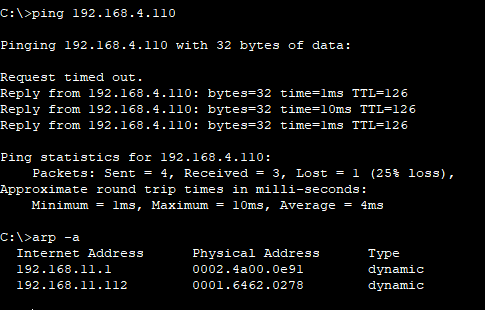 C:\>ping 192.168.4.110
Pinging 192.168.4.110 with 32 bytes of data:
Request timed out.
Reply from 192.168.4.110: bytes=32 time=1ms TTL=126
Reply from 192.168.4.110: bytes=32 time=10ms TTL=126
Reply from 192.168.4.110: bytes=32 time=1ms TTL=126
Ping statistics for 192.168.4.110:
    Packets: Sent = 4, Received = 3, Lost = 1 (25% loss),
Approximate round trip times in milli-seconds:
    Minimum = 1ms, Maximum = 10ms, Average = 4ms
C:\>arp -a
  Internet Address      Physical Address      Type
  192.168.11.1          0002.4a00.0e91        dynamic
  192.168.11.112        0001.6462.0278        dynamic